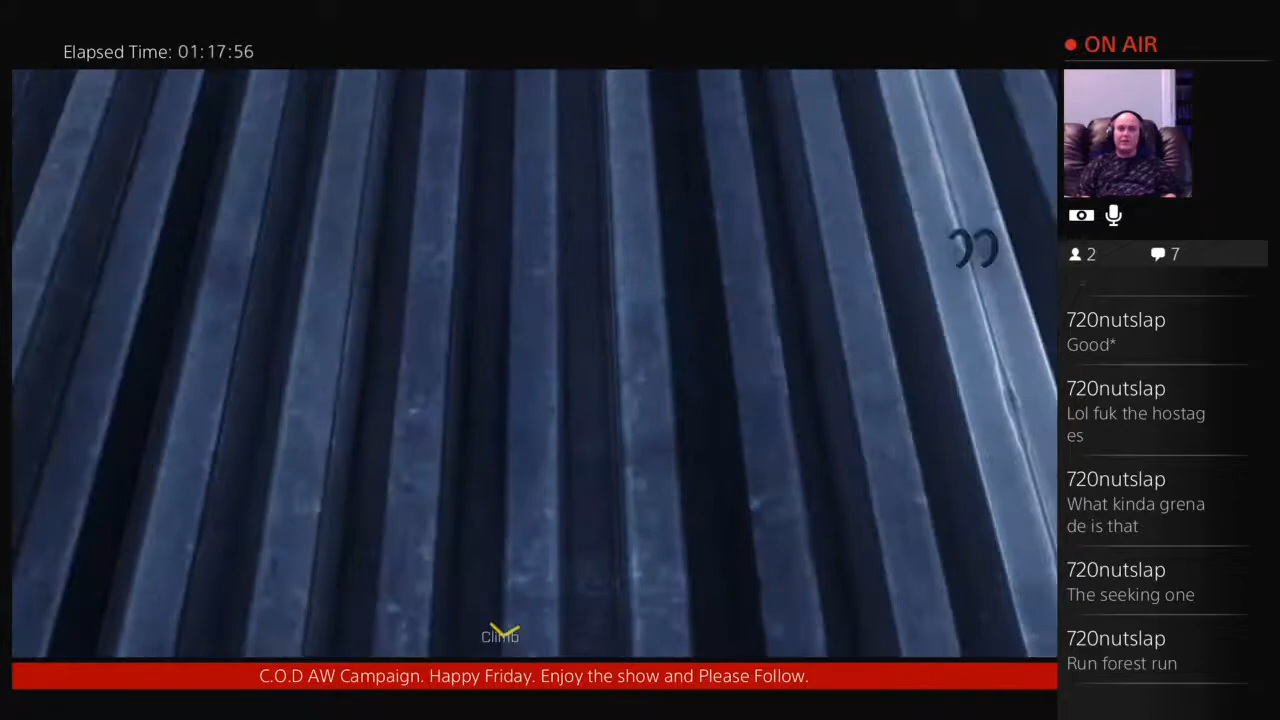 Elapsed Time: 01:17:56
ON AIR
2
7
720nutslap
Good*
720nutslap
Lol fuk the hostag
es
720nutslap
What kinda grena
de is that
720nutslap
The seeking one
720nutslap
Run forest run
Climb
C.O.D AW Campaign. Happy Friday. Enjoy the show and Please Follow.